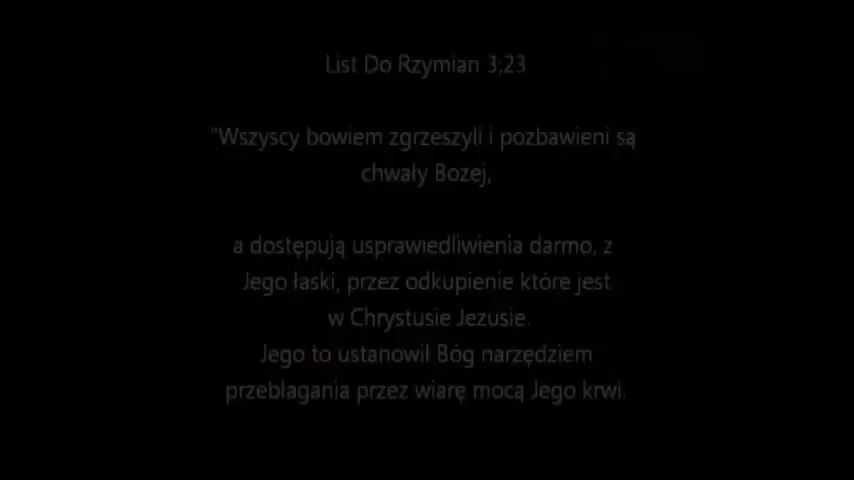 List Do Rzymian 3,23
"Wszyscy bowiem zgrzeszyli i pozbawieni są
chwały Bozej,
a dostępują usprawiedliwienia darmo, z
Jego łaski, przez odkupienie które jest
w Chrystusie Jezusie.
Jego to ustanowił Bóg narzędziem
przebłagania przez wiarę mocą Jego krwi.